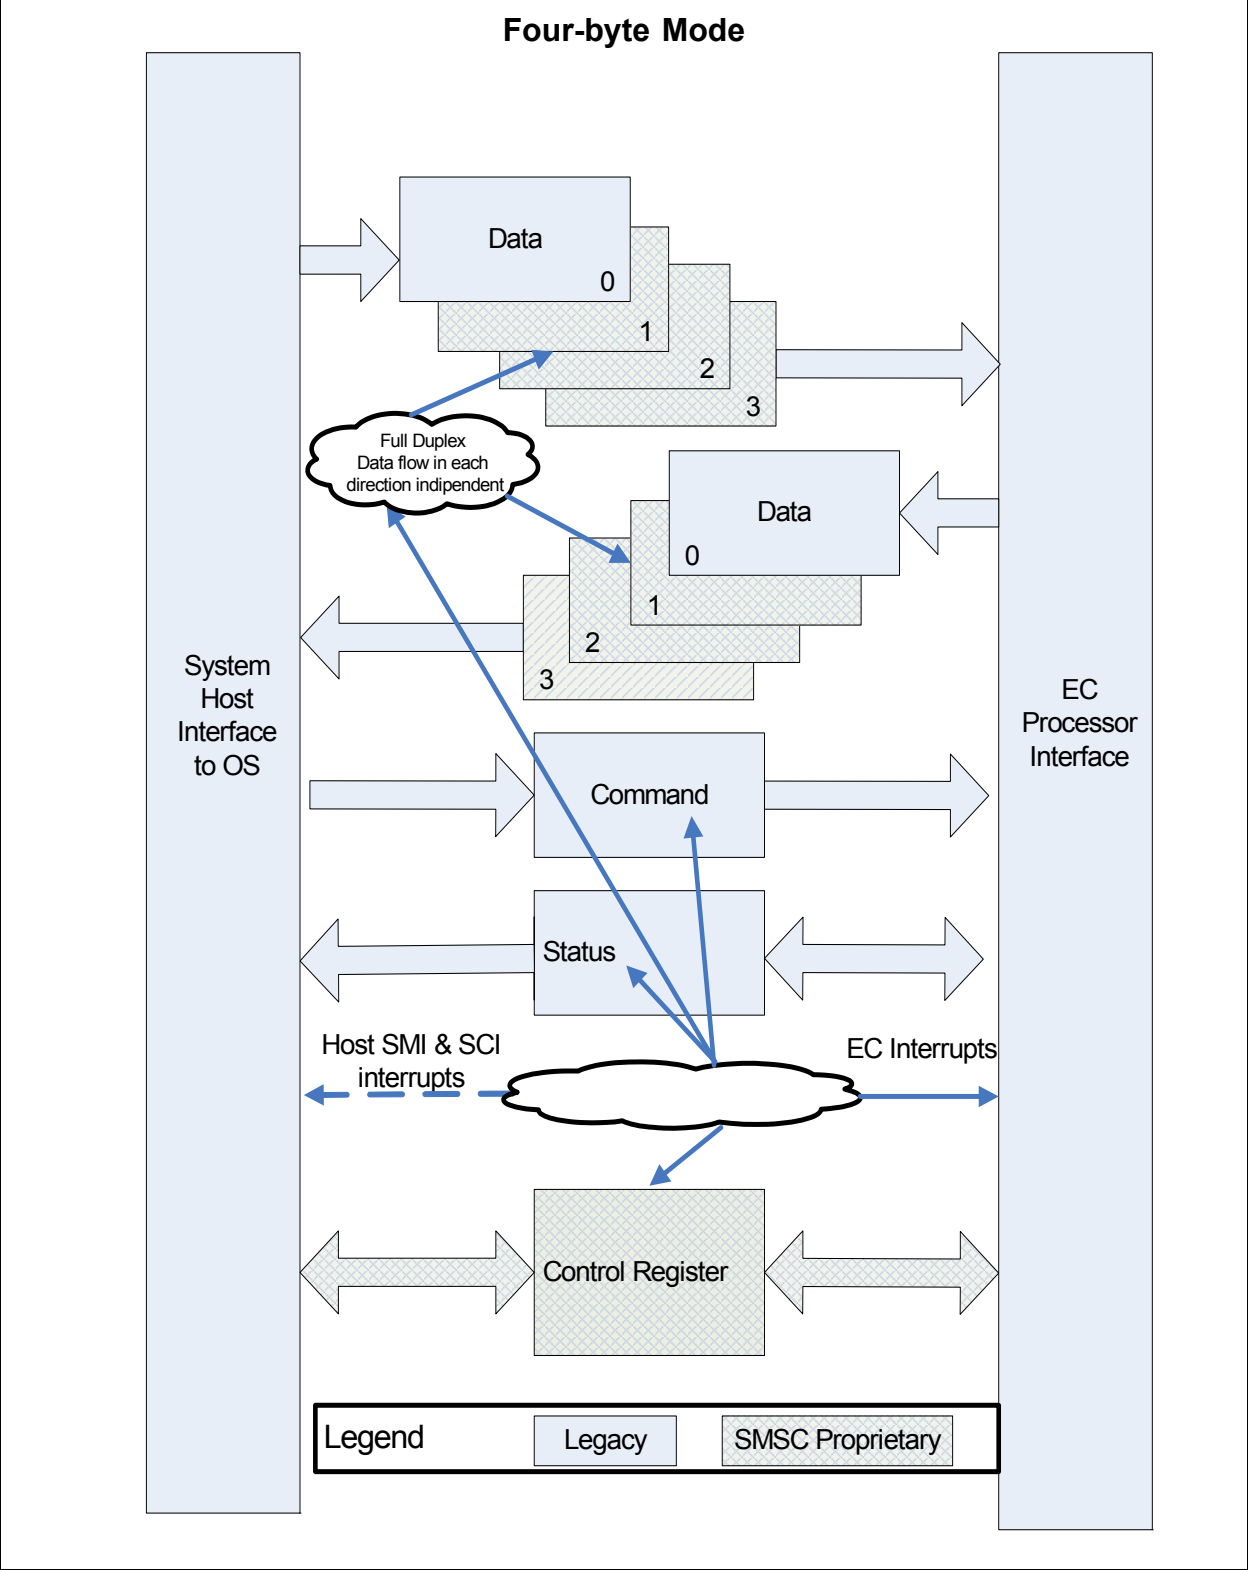 Four-byte Mode
Data
0
1
2
3
Full Duplex
Data flow in each
direction indipendent
Data
0
1
2
3
System
Host
Interface
to OS
EC
Processor
Interface
Command
Status
Host SMI & SCI
interrupts
EC Interrupts
Control Register
Legend
Legacy
SMSC Proprietary